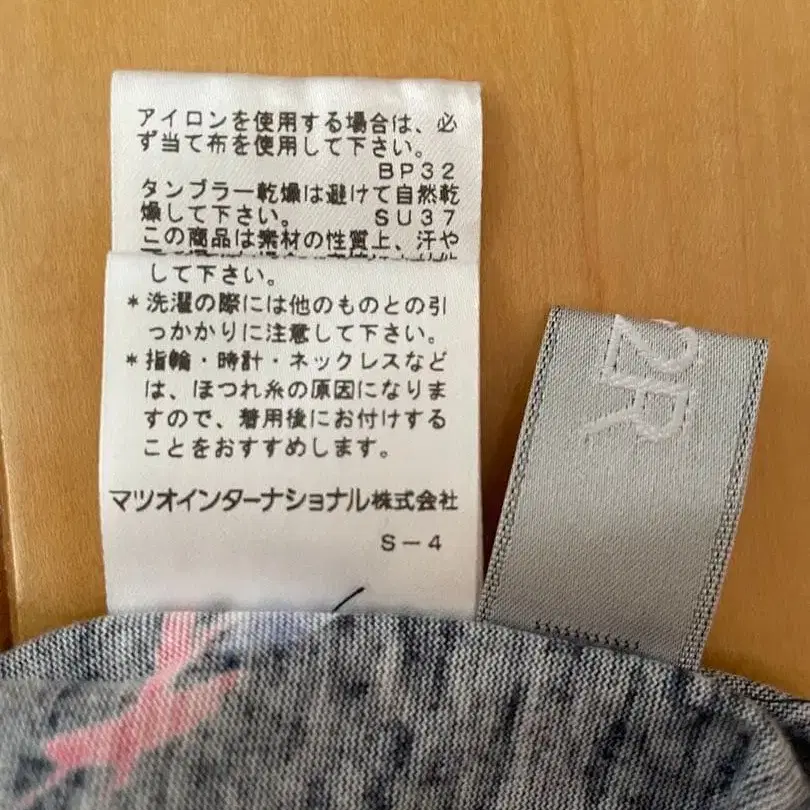 アイロンを使用する場合は、必
ず当て布を使用して下さい。
BP32
タンブラー乾燥は避けて自然乾
燥して下さい。 SU37
この商品は素材の性質上、汗や
して下さい。
*洗濯の際には他のものとの引
っかかりに注意して下さい。
*指輪・時計・ネックレスなど
は、ほつれ糸の原因になりま
すので、着用後にお付けする
ことをおすすめします。
マツオインターナショナル株式会社
S-4
2R